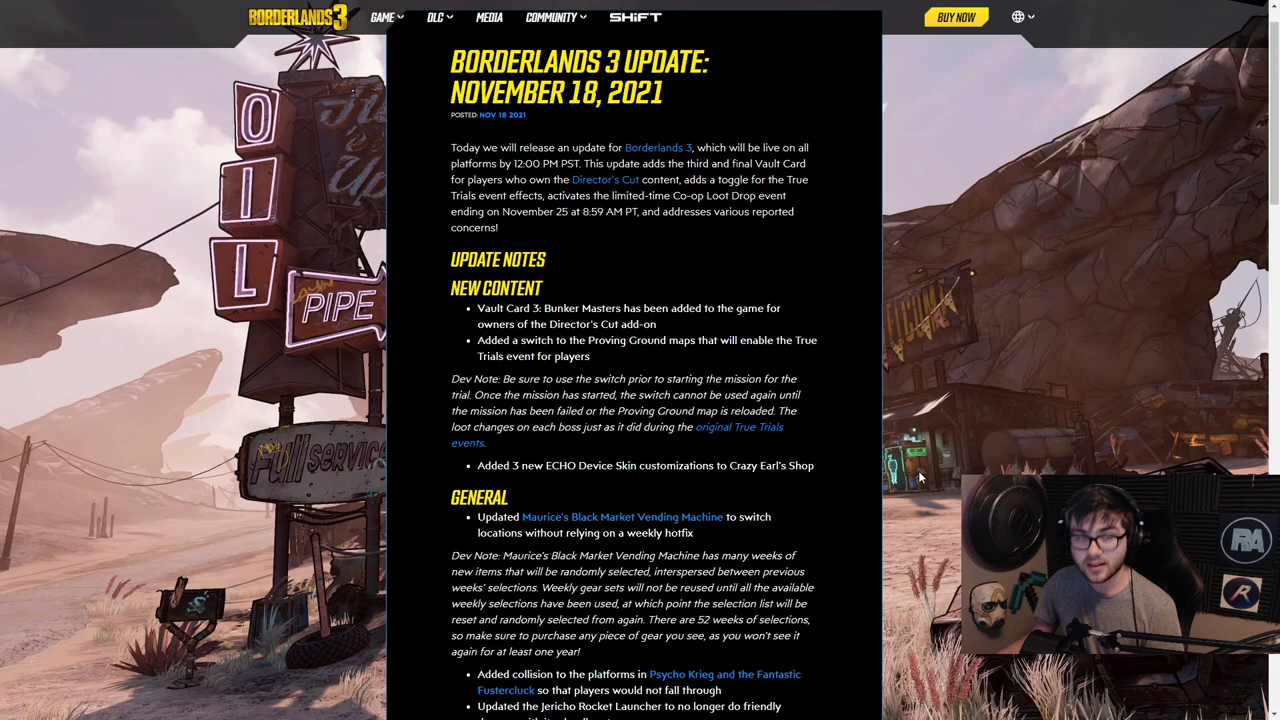 BORDERLANDS 3
GAME
DLC
MEDIA
COMMUNITY
SHiFT
BUY NOW
BORDERLANDS 3 UPDATE:
NOVEMBER 18, 2021
POSTED: NOV 18 2021
Today we will release an update for Borderlands 3, which will be live on all
platforms by 12:00 PM PST. This update adds the third and final Vault Card
for players who own the Director's Cut content, adds a toggle for the True
Trials event effects, activates the limited-time Co-op Loot Drop event
ending on November 25 at 8:59 AM PT, and addresses various reported
concerns!
UPDATE NOTES
NEW CONTENT
• Vault Card 3: Bunker Masters has been added to the game for
owners of the Director's Cut add-on
• Added a switch to the Proving Ground maps that will enable the True
Trials event for players
Dev Note: Be sure to use the switch prior to starting the mission for the
trial. Once the mission has started, the switch cannot be used again until
the mission has been failed or the Proving Ground map is reloaded. The
loot changes on each boss just as it did during the original True Trials
events.
• Added 3 new ECHO Device Skin customizations to Crazy Earl's Shop
GENERAL
• Updated Maurice's Black Market Vending Machine to switch
locations without relying on a weekly hotfix
Dev Note: Maurice's Black Market Vending Machine has many weeks of
new items that will be randomly selected, interspersed between previous
weeks' selections. Weekly gear sets will not be reused until all the available
weekly selections have been used, at which point the selection list will be
reset and randomly selected from again. There are 52 weeks of selections,
so make sure to purchase any piece of gear you see, as you won't see it
again for at least one year!
• Added collision to the platforms in Psycho Krieg and the Fantastic
Fustercluck so that players would not fall through
• Updated the Jericho Rocket Launcher to no longer do friendly
OIL
PIPE
Full service
RA